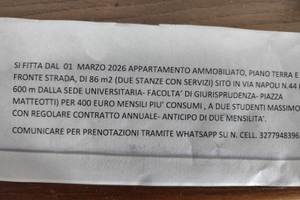 SI FITTA DAL 01 MARZO 2026 APPARTAMENTO AMMOBILIATO, PIANO TERRA E
FRONTE STRADA, DI 86 m2 (DUE STANZE CON SERVIZI) SITO IN VIA NAPOLI N.44 (
600 m DALLA SEDE UNIVERSITARIA- FACOLTA' DI GIURISPRUDENZA- PIAZZA
MATTEOTTI) PER 400 EURO MENSILI PIU' CONSUMI , A DUE STUDENTI MASSIMO
CON REGOLARE CONTRATTO ANNUALE- ANTICIPO DI DUE MENSILITA'.
COMUNICARE PER PRENOTAZIONI TRAMITE WHATSAPP SU N. CELL. 3277948396